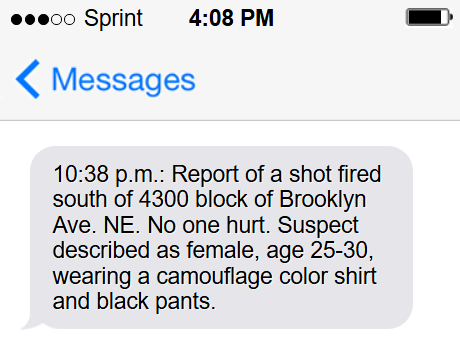 Sprint 4:08 PM
Messages
10:38 p.m.: Report of a shot fired
south of 4300 block of Brooklyn
Ave. NE. No one hurt. Suspect
described as female, age 25-30,
wearing a camouflage color shirt
and black pants.